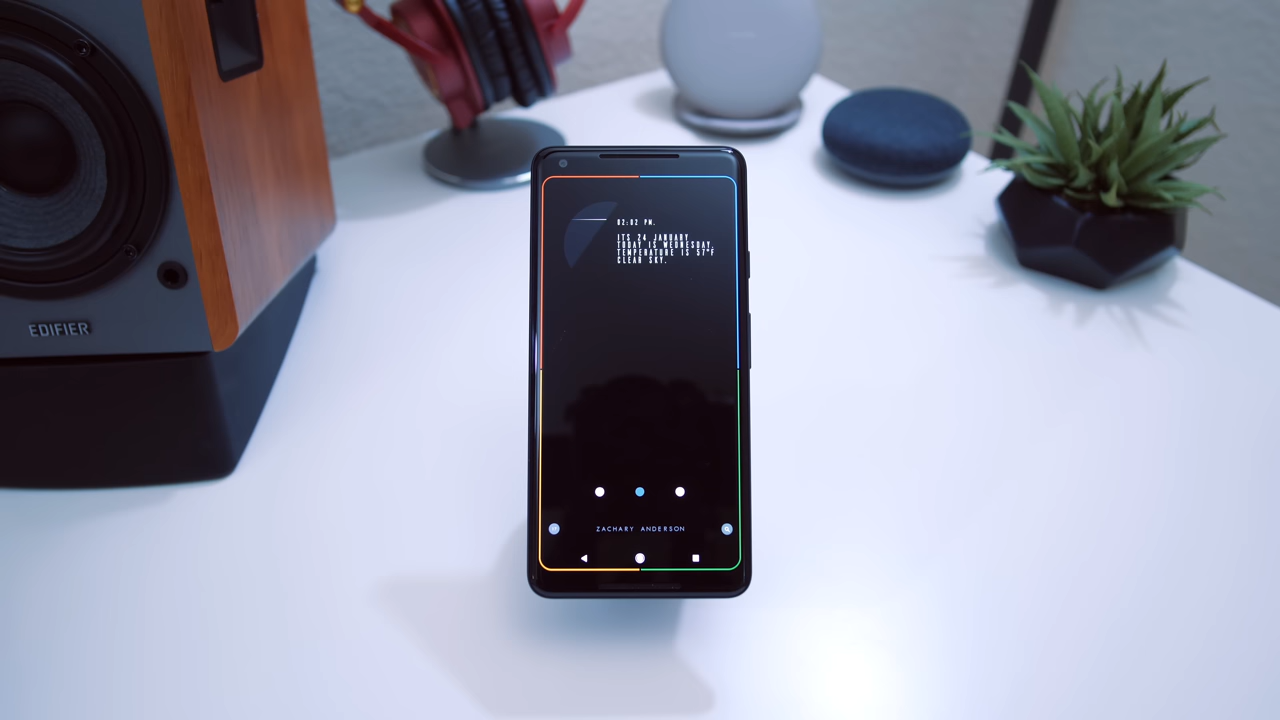 EDIFIER
02:02 PM.
ITS 24 JANUARY.
TODAY IS WEDNESDAY.
TEMPERATURE IS 57°F
CLEAR SKY.
ZACHARY ANDERSON